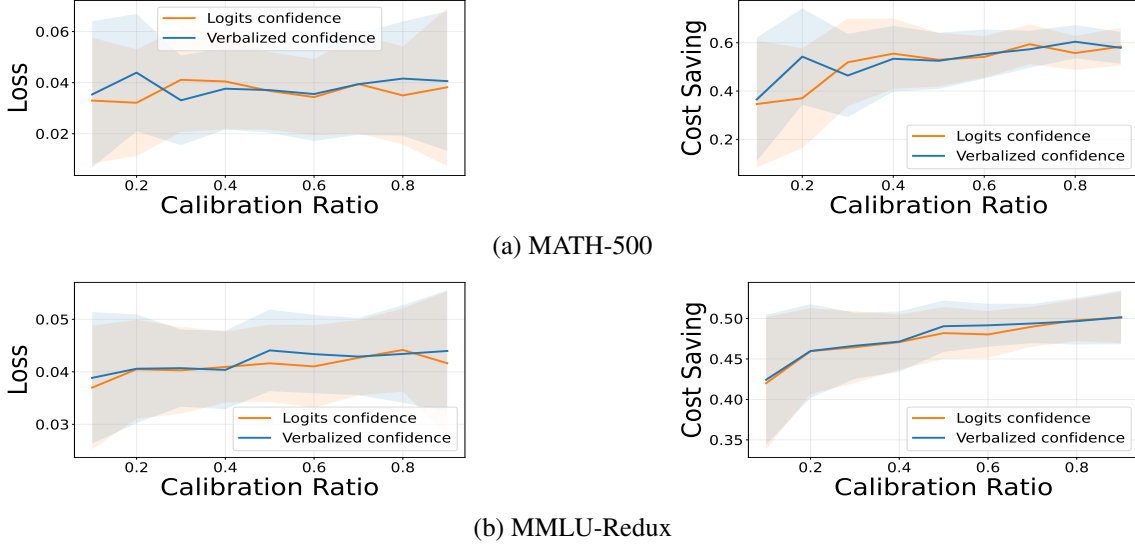 Loss
0.06
0.04
0.02
Logits confidence
Verbalized confidence
0.2
0.4
0.6
0.8
Calibration Ratio
Cost Saving
0.6
0.4
0.2
Logits confidence
Verbalized confidence
0.2
0.4
0.6
0.8
Calibration Ratio
(a) MATH-500
Loss
0.05
0.04
0.03
Logits confidence
Verbalized confidence
0.2
0.4
0.6
0.8
Calibration Ratio
Cost Saving
0.50
0.45
0.40
0.35
Logits confidence
Verbalized confidence
0.2
0.4
0.6
0.8
Calibration Ratio
(b) MMLU-Redux